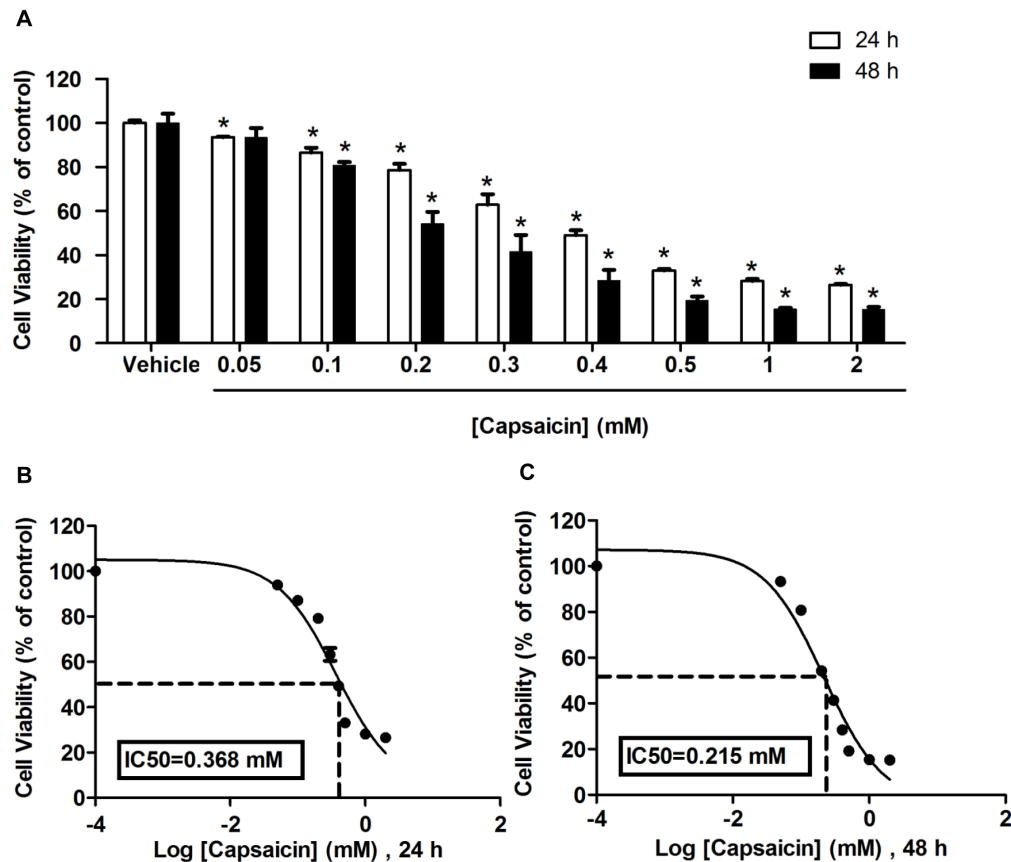 A
24 h
48 h
Cell Viability (% of control)
120
100
80
60
40
20
0
* * * * * * * * * * * * * * *
Vehicle 0.05 0.1 0.2 0.3 0.4 0.5 1 2
[Capsaicin] (mM)
B
Cell Viability (% of control)
120
100
80
60
40
20
0
IC50=0.368 mM
-4 -2 0 2
Log [Capsaicin] (mM) , 24 h
C
Cell Viability (% of control)
120
100
80
60
40
20
0
IC50=0.215 mM
-4 -2 0 2
Log [Capsaicin] (mM) , 48 h